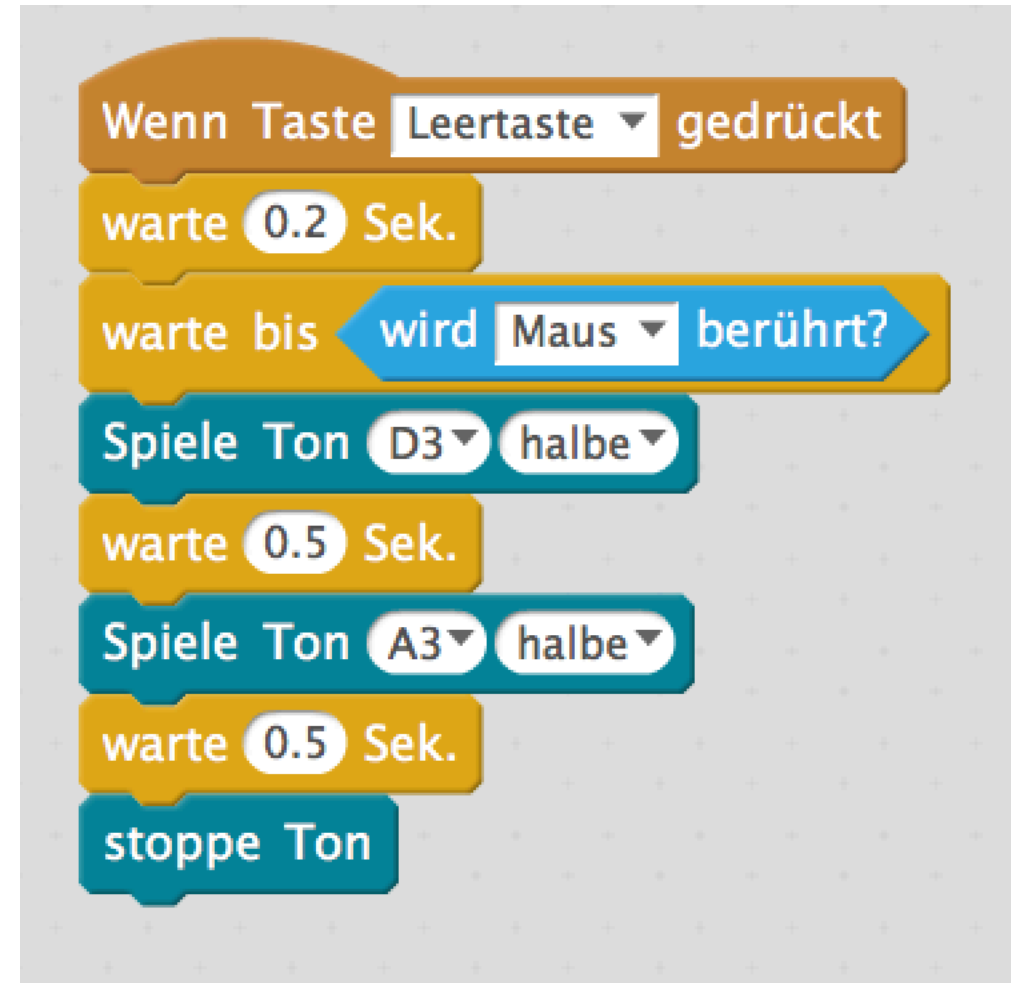 Wenn Taste Leertaste gedrückt
warte 0.2 Sek.
warte bis wird Maus berührt?
Spiele Ton D3 halbe
warte 0.5 Sek.
Spiele Ton A3 halbe
warte 0.5 Sek.
stoppe Ton